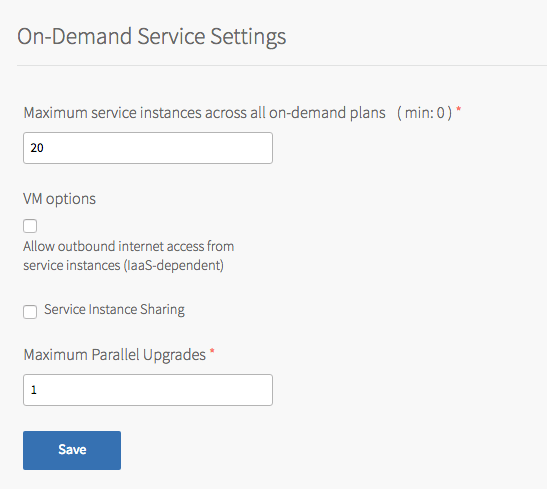 On-Demand Service Settings
Maximum service instances across all on-demand plans ( min: 0 ) *
20
VM options
Allow outbound internet access from
service instances (IaaS-dependent)
Service Instance Sharing
Maximum Parallel Upgrades *
1
Save